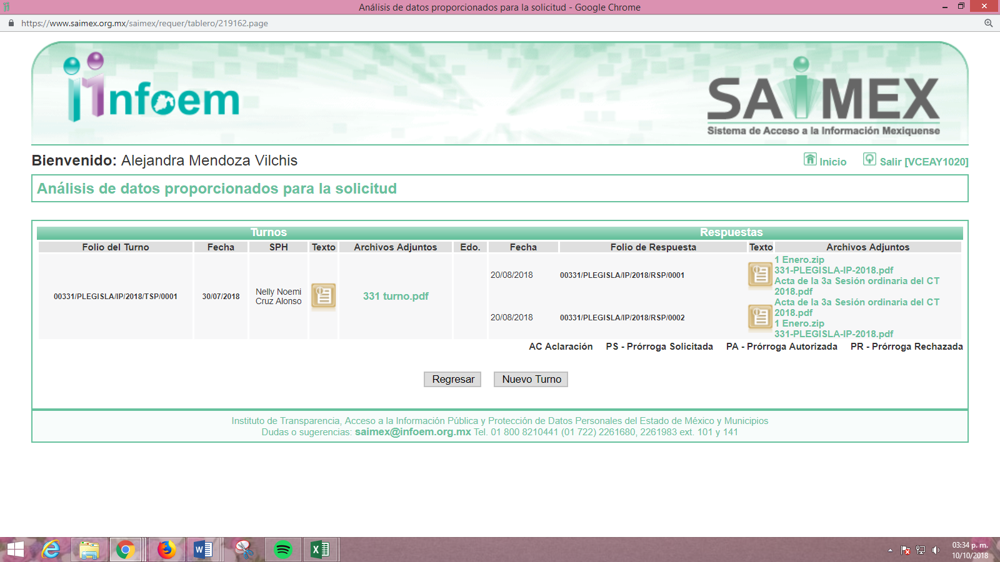 Análisis de datos proporcionados para la solicitud - Google Chrome
https://www.saimex.org.mx/saimex/requer/tablero/219162.page
infoem
SAIMEX
Sistema de Acceso a la Información Mexiquense
Bienvenido: Alejandra Mendoza Vilchis
Inicio Salir [VCEAY1020]
Análisis de datos proporcionados para la solicitud
Turnos Respuestas
Folio del Turno Fecha SPH Texto Archivos Adjuntos Edo. Fecha Folio de Respuesta Texto Archivos Adjuntos
00331/PLEGISLA/IP/2018/TSP/0001 30/07/2018 Nelly Noemi
Cruz Alonso
331 turno.pdf
20/08/2018 00331/PLEGISLA/IP/2018/RSP/0001
1 Enero.zip
331-PLEGISLA-IP-2018.pdf
Acta de la 3a Sesión ordinaria del CT
2018.pdf
20/08/2018 00331/PLEGISLA/IP/2018/RSP/0002
Acta de la 3a Sesión ordinaria del CT
2018.pdf
1 Enero.zip
331-PLEGISLA-IP-2018.pdf
AC Aclaración PS - Prórroga Solicitada PA - Prórroga Autorizada PR - Prórroga Rechazada
Regresar Nuevo Turno
Instituto de Transparencia, Acceso a la Información Pública y Protección de Datos Personales del Estado de México y Municipios
Dudas o sugerencias: saimex@infoem.org.mx Tel. 01 800 8210441 (01 722) 2261680, 2261983 ext. 101 y 141
03:34 p. m.
10/10/2018